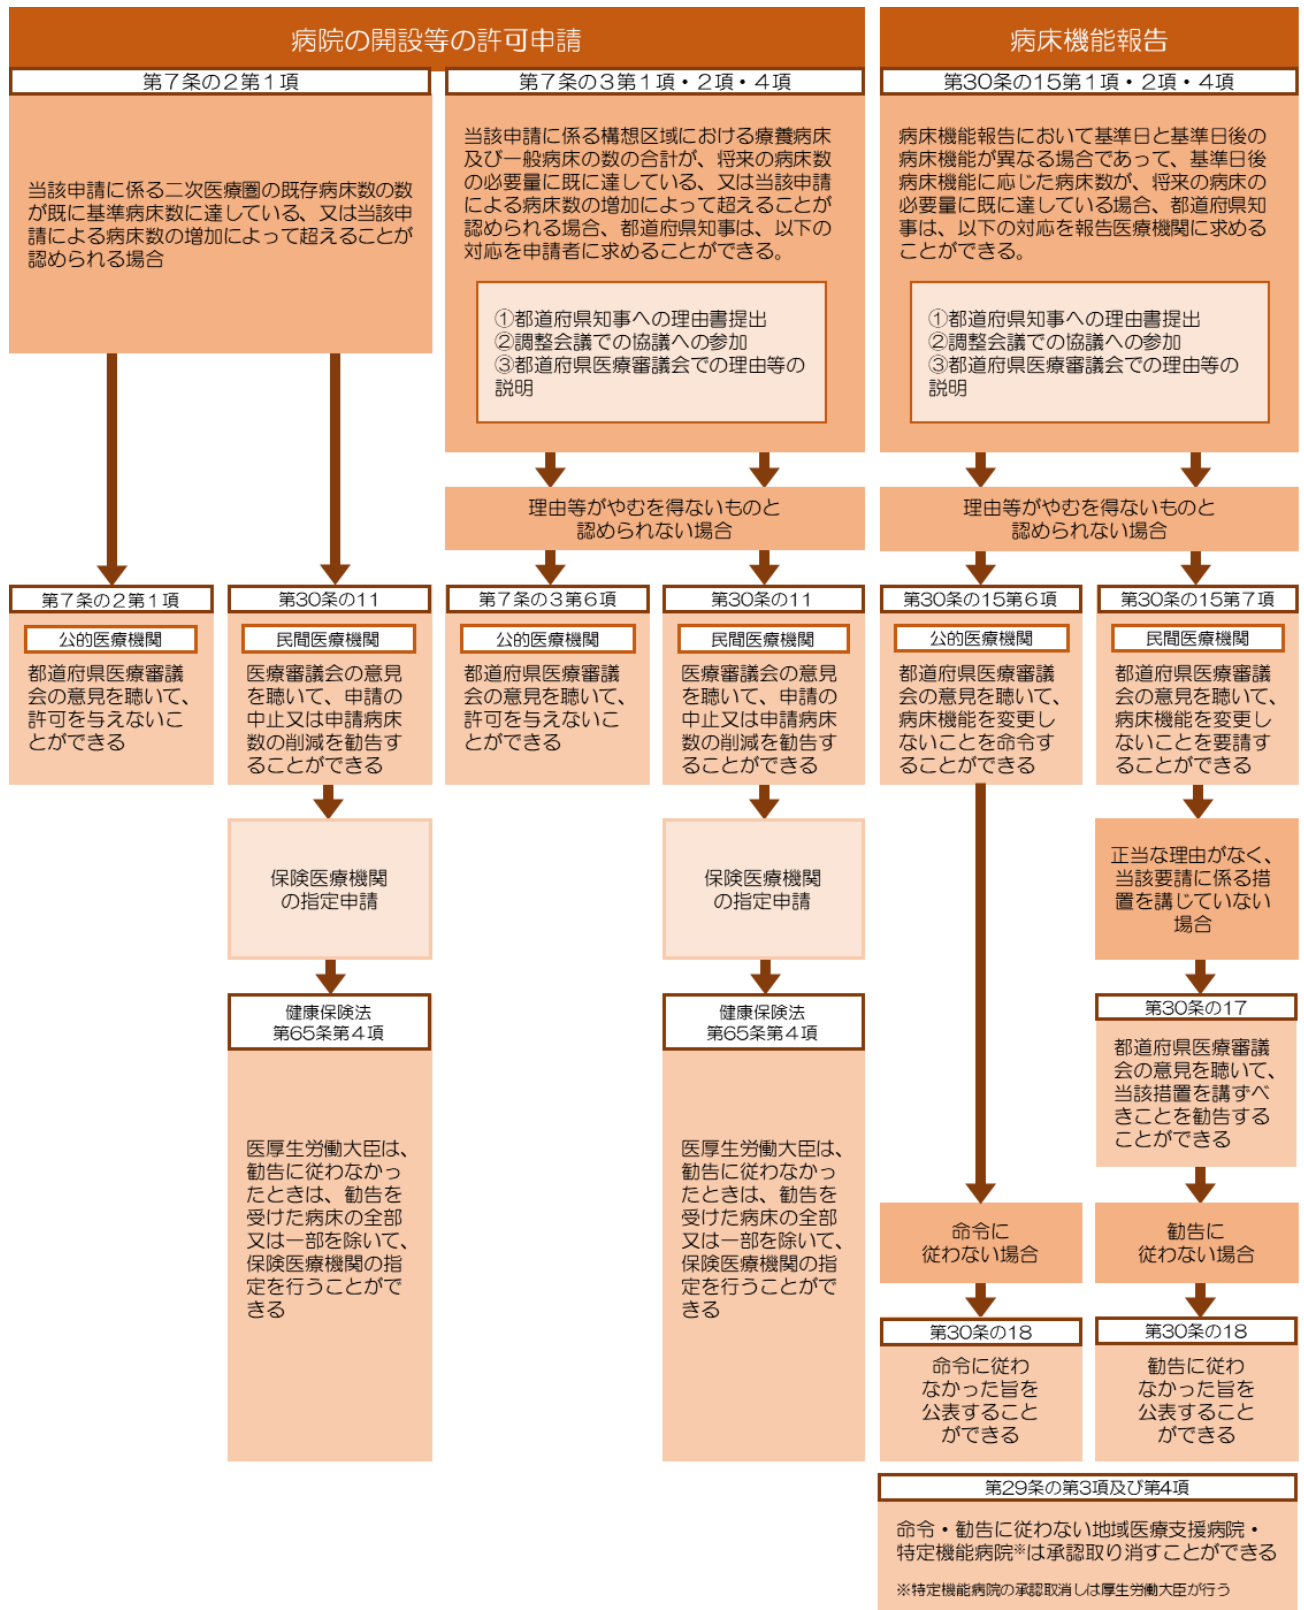 病院の開設等の許可申請
第7条の2第1項
当該申請に係る二次医療圏の既存病床数の数
が既に基準病床数に達している、又は当該申
請による病床数の増加によって超えることが
認められる場合
第7条の3第1項・2項・4項
当該申請に係る構想区域における療養病床
及び一般病床の数の合計が、将来の病床数
の必要量に既に達している、又は当該申請
による病床数の増加によって超えることが
認められる場合、都道府県知事は、以下の
対応を申請者に求めることができる。
①都道府県知事への理由書提出
②調整会議での協議への参加
③都道府県医療審議会での理由等の
説明
理由等がやむを得ないものと
認められない場合
病床機能報告
第30条の15第1項・2項・4項
病床機能報告において基準日と基準日後の
病床機能が異なる場合であって、基準日後
病床機能に応じた病床数が、将来の病床の
必要量に既に達している場合、都道府県知
事は、以下の対応を報告医療機関に求める
ことができる。
①都道府県知事への理由書提出
②調整会議での協議への参加
③都道府県医療審議会での理由等の
説明
理由等がやむを得ないものと
認められない場合
第7条の2第1項
公的医療機関
都道府県医療審議
会の意見を聴いて、
許可を与えないこ
とができる
第30条の11
民間医療機関
医療審議会の意見
を聴いて、申請の
中止又は申請病床
数の削減を勧告す
ることができる
保険医療機関
の指定申請
健康保険法
第65条第4項
医厚生労働大臣は、
勧告に従わなかっ
たときは、勧告を
受けた病床の全部
又は一部を除いて、
保険医療機関の指
定を行うことがで
きる
第7条の3第6項
公的医療機関
都道府県医療審議
会の意見を聴いて、
許可を与えないこ
とができる
第30条の11
民間医療機関
医療審議会の意見
を聴いて、申請の
中止又は申請病床
数の削減を勧告す
ることができる
保険医療機関
の指定申請
健康保険法
第65条第4項
医厚生労働大臣は、
勧告に従わなかっ
たときは、勧告を
受けた病床の全部
又は一部を除いて、
保険医療機関の指
定を行うことがで
きる
第30条の15第6項
公的医療機関
都道府県医療審議
会の意見を聴いて、
病床機能を変更し
ないことを命令す
ることができる
命令に
従わない場合
第30条の18
命令に従わ
なかった旨を
公表すること
ができる
第30条の15第7項
民間医療機関
都道府県医療審議
会の意見を聴いて、
病床機能を変更し
ないことを要請す
ることができる
正当な理由がなく、
当該要請に係る措
置を講じていない
場合
第30条の17
都道府県医療審議
会の意見を聴いて、
当該措置を講ずべ
きことを勧告する
ことができる
勧告に
従わない場合
第30条の18
勧告に従わ
なかった旨を
公表すること
ができる
第29条の第3項及び第4項
命令・勧告に従わない地域医療支援病院・
特定機能病院※は承認取り消すことができる
※特定機能病院の承認取消しは厚生労働大臣が行う